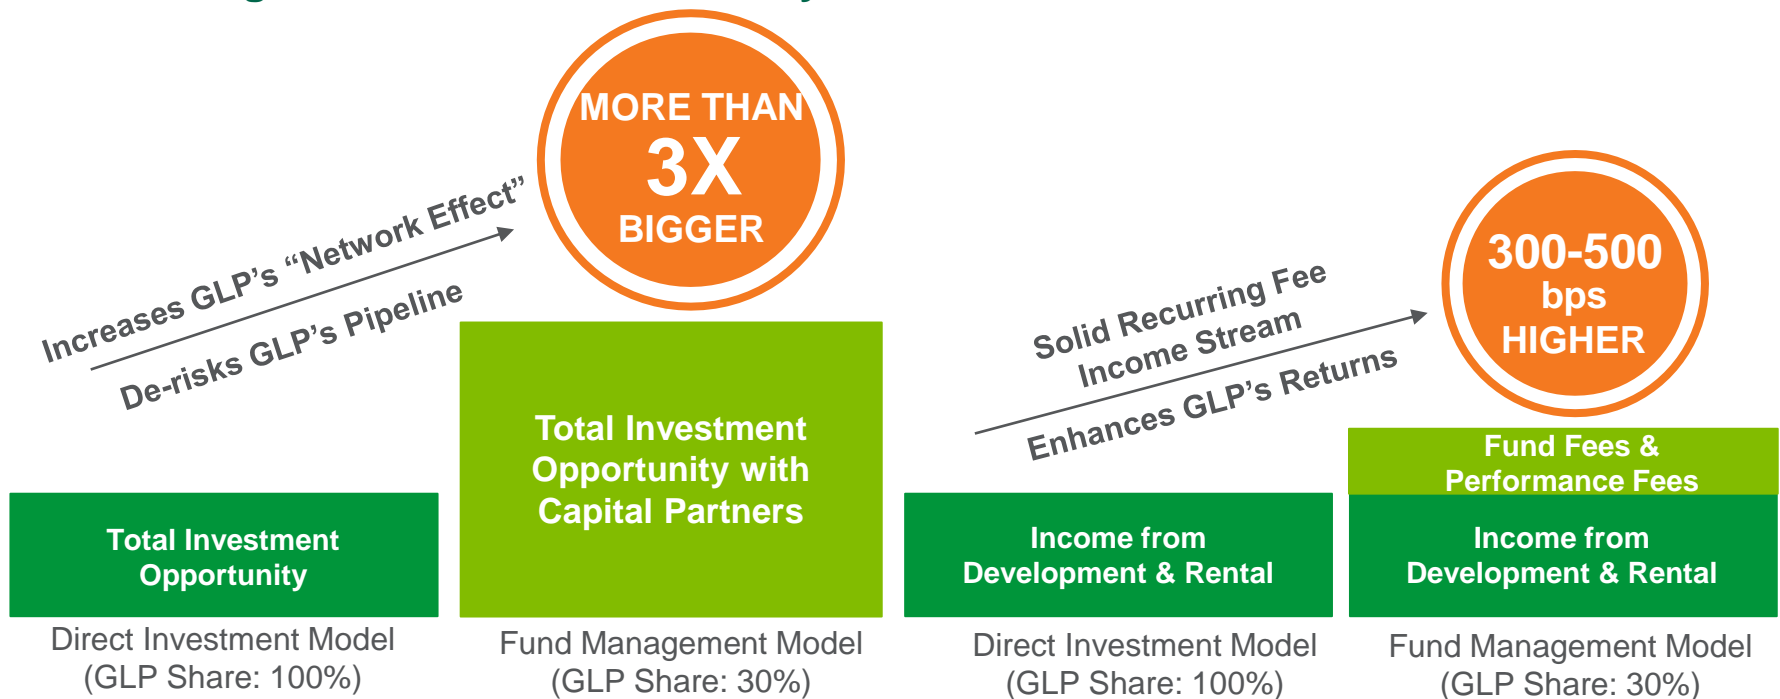 MORE THAN
3X
BIGGER
Increases GLP's “Network Effect”
De-risks GLP's Pipeline
Total Investment
Opportunity with
Capital Partners
Total Investment
Opportunity
Direct Investment Model
(GLP Share: 100%)
Fund Management Model
(GLP Share: 30%)
300-500
bps
HIGHER
Solid Recurring Fee
Income Stream
Enhances GLP's Returns
Fund Fees &
Performance Fees
Income from
Development & Rental
Income from
Development & Rental
Direct Investment Model
(GLP Share: 100%)
Fund Management Model
(GLP Share: 30%)